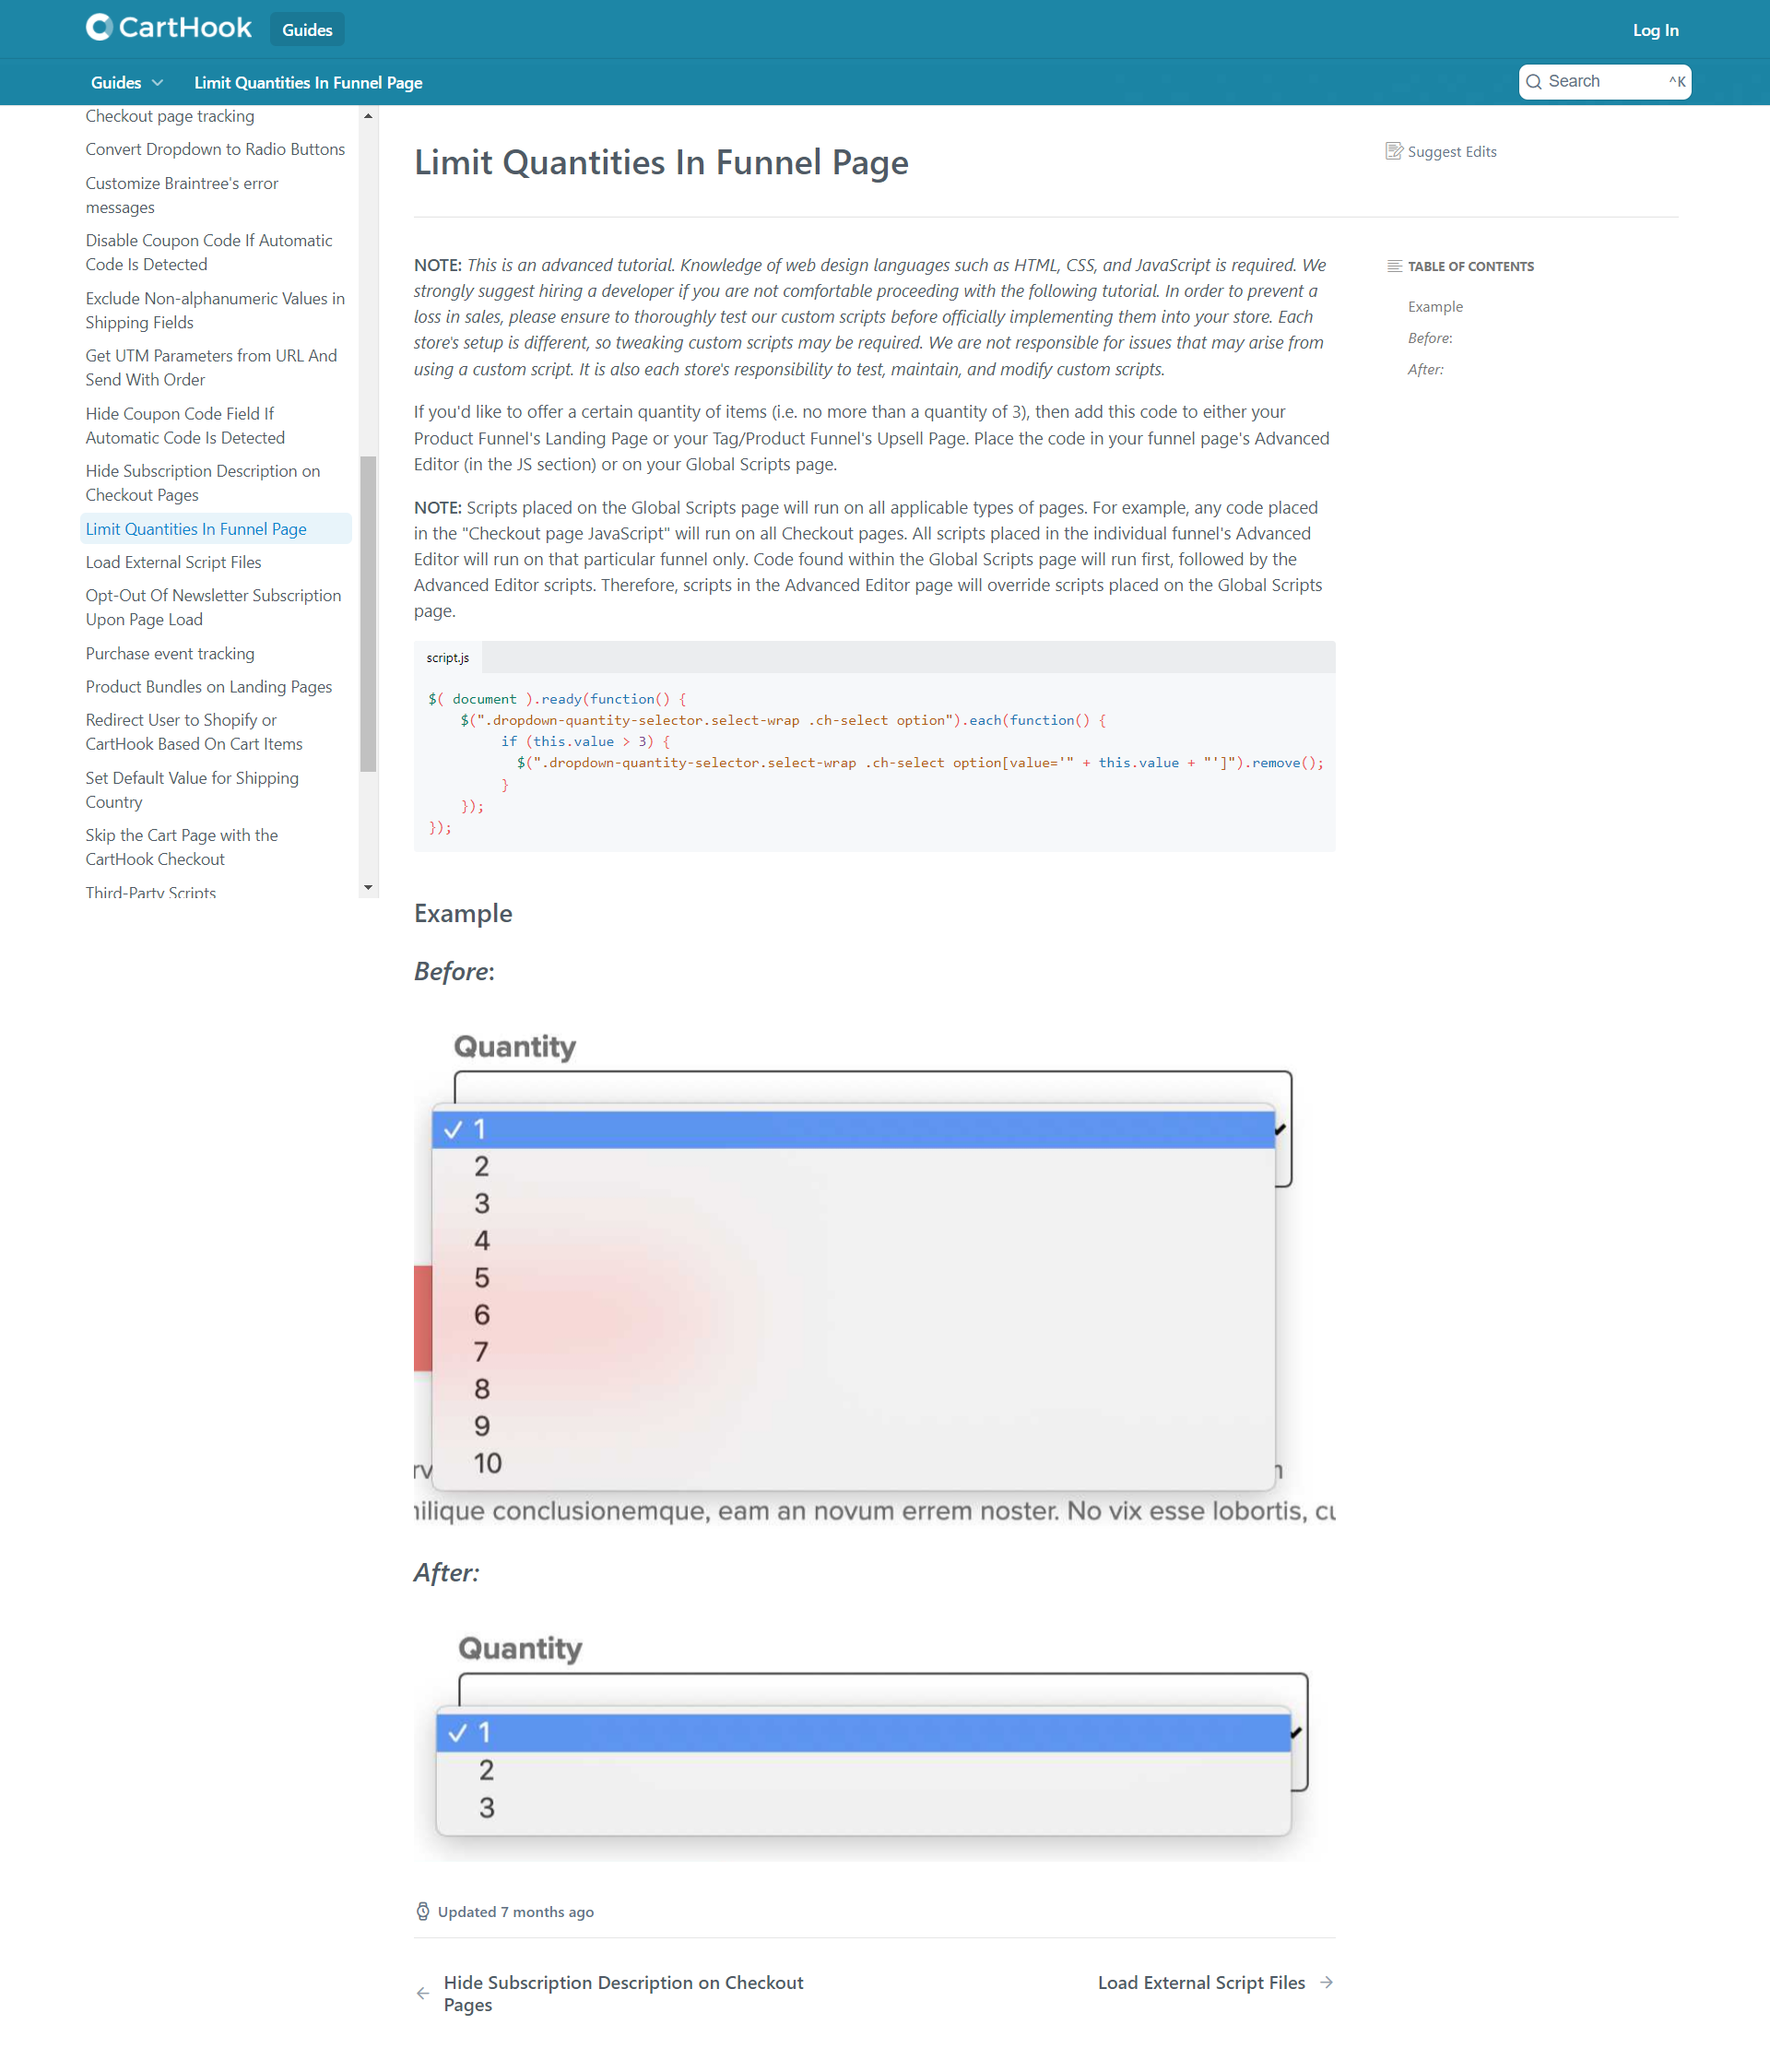 CartHook
Guides
Log In
Guides
Limit Quantities In Funnel Page
Search
^K
Checkout page tracking
Convert Dropdown to Radio Buttons
Customize Braintree's error
messages
Disable Coupon Code If Automatic
Code Is Detected
Exclude Non-alphanumeric Values in
Shipping Fields
Get UTM Parameters from URL And
Send With Order
Hide Coupon Code Field If
Automatic Code Is Detected
Hide Subscription Description on
Checkout Pages
Limit Quantities In Funnel Page
Load External Script Files
Opt-Out Of Newsletter Subscription
Upon Page Load
Purchase event tracking
Product Bundles on Landing Pages
Redirect User to Shopify or
CartHook Based On Cart Items
Set Default Value for Shipping
Country
Skip the Cart Page with the
CartHook Checkout
Third-Party Scripts
Limit Quantities In Funnel Page
NOTE: This is an advanced tutorial. Knowledge of web design languages such as HTML, CSS, and JavaScript is required. We
strongly suggest hiring a developer if you are not comfortable proceeding with the following tutorial. In order to prevent a
loss in sales, please ensure to thoroughly test our custom scripts before officially implementing them into your store. Each
store's setup is different, so tweaking custom scripts may be required. We are not responsible for issues that may arise from
using a custom script. It is also each store's responsibility to test, maintain, and modify custom scripts.
If you'd like to offer a certain quantity of items (i.e. no more than a quantity of 3), then add this code to either your
Product Funnel's Landing Page or your Tag/Product Funnel's Upsell Page. Place the code in your funnel page's Advanced
Editor (in the JS section) or on your Global Scripts page.
NOTE: Scripts placed on the Global Scripts page will run on all applicable types of pages. For example, any code placed
in the "Checkout page JavaScript" will run on all Checkout pages. All scripts placed in the individual funnel's Advanced
Editor will run on that particular funnel only. Code found within the Global Scripts page will run first, followed by the
Advanced Editor scripts. Therefore, scripts in the Advanced Editor page will override scripts placed on the Global Scripts
page.
script.js
$( document ).ready(function() {
$(".dropdown-quantity-selector.select-wrap .ch-select option").each(function() {
if (this.value > 3) {
$(".dropdown-quantity-selector.select-wrap .ch-select option[value='" + this.value + "']").remove();
}
});
});
Example
Before:
Quantity
✓ 1
2
3
4
5
6
7
8
9
10
conclusionemque, eam an novum errem noster. No vix esse lobortis,
After:
Quantity
✓ 1
2
3
Updated 7 months ago
← Hide Subscription Description on Checkout
Pages
Load External Script Files →
Suggest Edits
TABLE OF CONTENTS
Example
Before:
After: